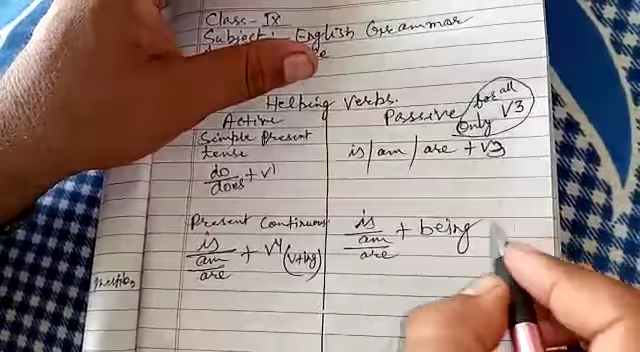 Class - IX
Subject : English Grammar
Helping Verbs.
Active
Passive for all Only V3
Simple Present tense
is / am / are + V3
do
does + V1
Present Continuous
is
am + V4 (V+ing)
are
is
am + being
are